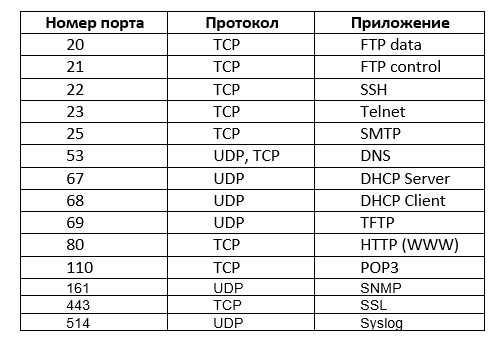 Номер порта Протокол Приложение
20 TCP FTP data
21 TCP FTP control
22 TCP SSH
23 TCP Telnet
25 TCP SMTP
53 UDP, TCP DNS
67 UDP DHCP Server
68 UDP DHCP Client
69 UDP TFTP
80 TCP HTTP (WWW)
110 TCP POP3
161 UDP SNMP
443 TCP SSL
514 UDP Syslog